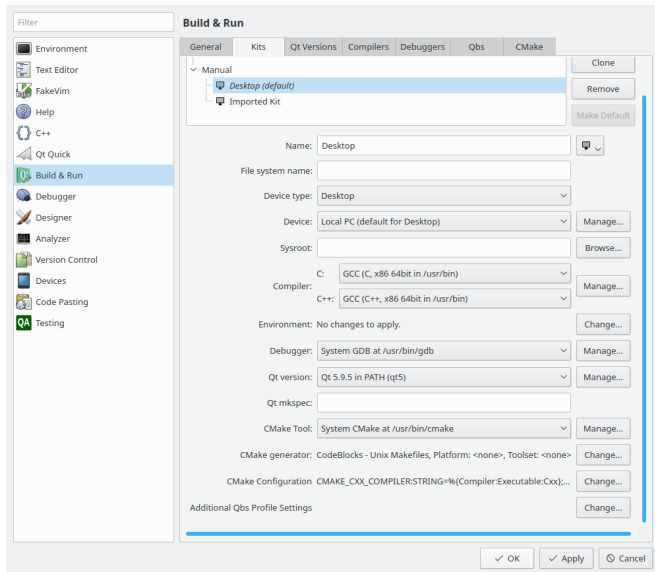 Filter
Build & Run
Environment
Text Editor
FakeVim
Help
C++
Qt Quick
Build & Run
Debugger
Designer
Analyzer
Version Control
Devices
Code Pasting
QA Testing
General Kits Qt Versions Compilers Debuggers Qbs CMake
Manual
Desktop (default)
Imported Kit
Clone
Remove
Make Default
Name: Desktop
File system name:
Device type: Desktop
Device: Local PC (default for Desktop) Manage...
Sysroot: Browse...
Compiler: Manage...
C: GCC (C, x86 64bit in /usr/bin)
C++: GCC (C++, x86 64bit in /usr/bin)
Environment: No changes to apply. Change...
Debugger: System GDB at /usr/bin/gdb Manage...
Qt version: Qt 5.9.5 in PATH (qt5) Manage...
Qt mkspec:
CMake Tool: System CMake at /usr/bin/cmake Manage...
CMake generator: CodeBlocks - Unix Makefiles, Platform: <none>, Toolset: <none> Change...
CMake Configuration CMAKE_CXX_COMPILER:STRING=%{Compiler:Executable:Cxx};... Change...
Additional Qbs Profile Settings Change...
OK Apply Cancel